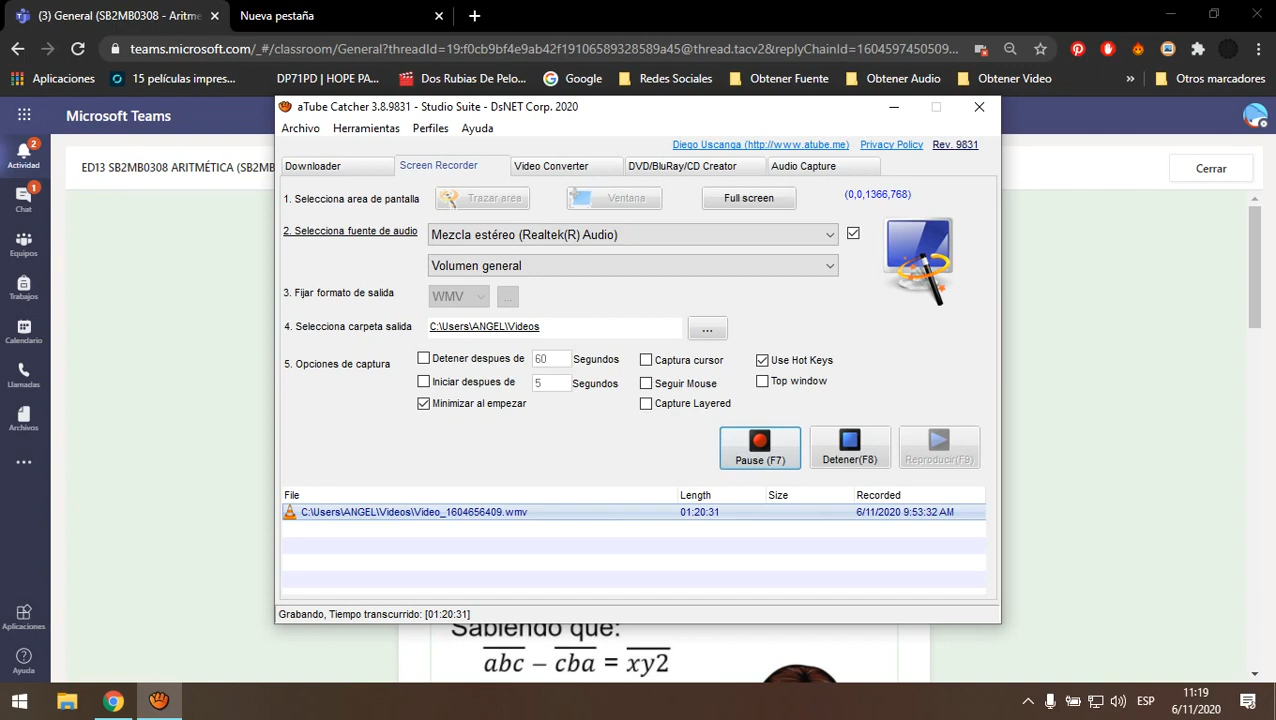 (3) General (SB2MB0308 - Aritme
Nueva pestaña
teams.microsoft.com/_#/classroom/General?threadId=19:f0cb9bf4e9ab42f19106589328589a45@thread.tacv2&replyChainId=1604597450509...
Aplicaciones
15 películas impres...
DP71PD | HOPE PA...
Dos Rubias De Pelo...
Google
Redes Sociales
Obtener Fuente
Obtener Audio
Obtener Video
»
Otros marcadores
Microsoft Teams
2
Actividad
1
Chat
Equipos
Trabajos
Calendario
Llamadas
Archivos
Aplicaciones
Ayuda
ED13 SB2MB0308 ARITMÉTICA (SB2MB
Cerrar
aTube Catcher 3.8.9831 - Studio Suite - DsNET Corp. 2020
Archivo Herramientas Perfiles Ayuda
Diego Uscanga (http://www.atube.me) Privacy Policy Rev. 9831
Downloader Screen Recorder Video Converter DVD/BluRay/CD Creator Audio Capture
1. Selecciona area de pantalla Trazar area Ventana Full screen (0,0,1366,768)
2. Selecciona fuente de audio Mezcla estéreo (Realtek(R) Audio)
Volumen general
3. Fijar formato de salida WMV ...
4. Selecciona carpeta salida C:\Users\ANGEL\Videos ...
5. Opciones de captura
Detener despues de 60 Segundos Captura cursor Use Hot Keys
Iniciar despues de 5 Segundos Seguir Mouse Top window
Minimizar al empezar Capture Layered
Pause (F7) Detener(F8) Reproducir(F9)
File Length Size Recorded
C:\Users\ANGEL\Videos\Video_1604656409.wmv 01:20:31 6/11/2020 9:53:32 AM
Grabando, Tiempo transcurrido: [01:20:31]
Sabiendo que:
a̅b̅c̅ − c̅b̅a̅ = x̅y̅2̅
ESP
11:19
6/11/2020